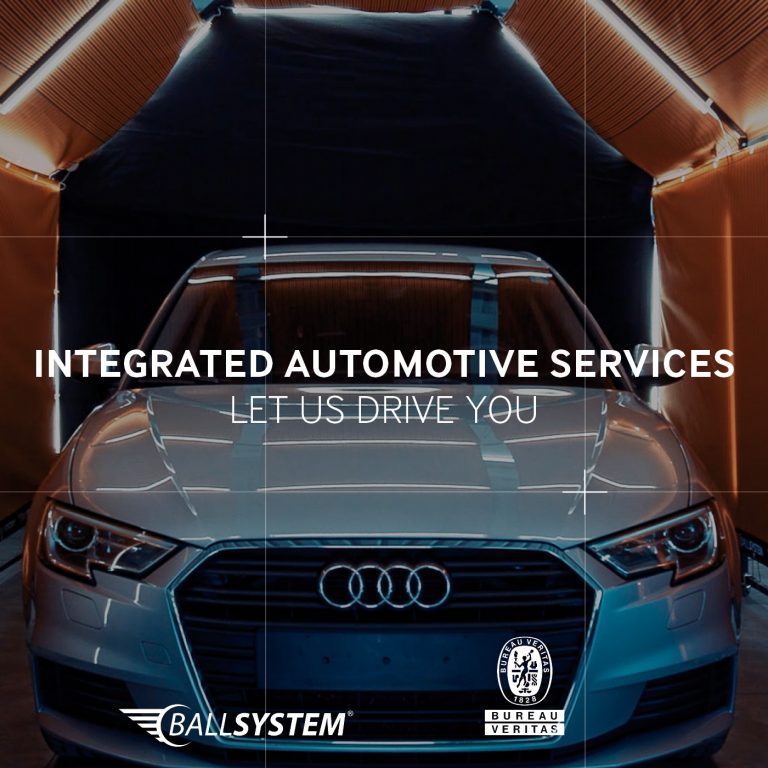 INTEGRATED AUTOMOTIVE SERVICES
LET US DRIVE YOU
BUREAU VERITAS
1828
BALLSYSTEM®
BUREAU
VERITAS